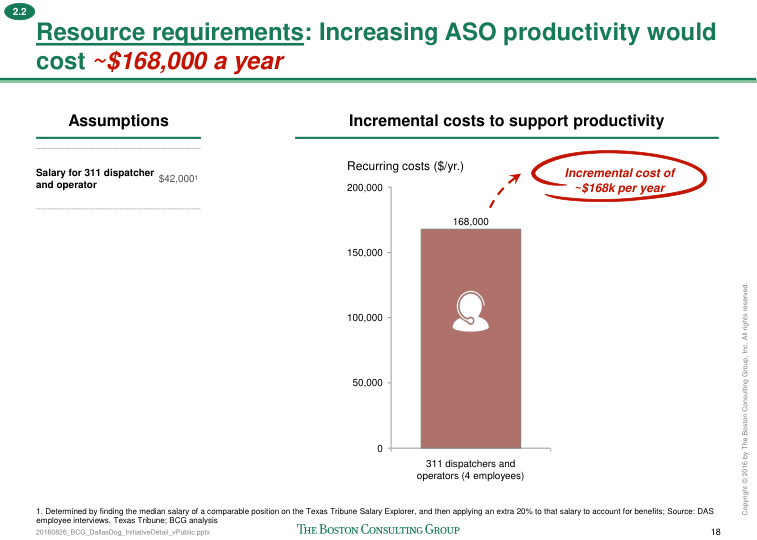 2.2
Resource requirements: Increasing ASO productivity would
cost ~$168,000 a year
Assumptions
Salary for 311 dispatcher
and operator
$42,000¹
Incremental costs to support productivity
Recurring costs ($/yr.)
Incremental cost of
~$168k per year
200,000
168,000
150,000
100,000
50,000
0
311 dispatchers and
operators (4 employees)
1. Determined by finding the median salary of a comparable position on the Texas Tribune Salary Explorer, and then applying an extra 20% to that salary to account for benefits; Source: DAS
employee interviews, Texas Tribune; BCG analysis
20160826_BCG_DallasDog_InitiativeDetail_vPublic.pptx
THE BOSTON CONSULTING GROUP
18
Copyright © 2016 by The Boston Consulting Group, Inc. All rights reserved.